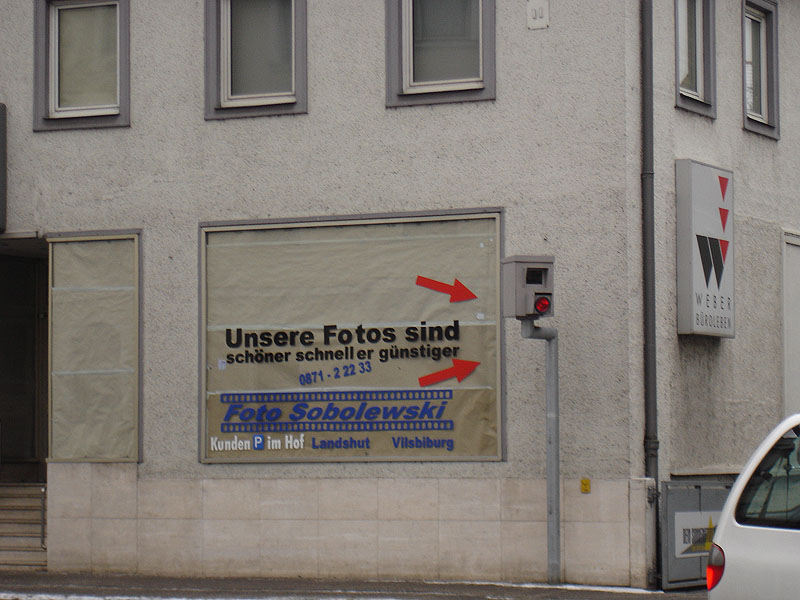 Unsere Fotos sind
schöner schneller günstiger
0871 - 2 22 33
Foto Sobolewski
Kunden P im Hof Landshut Vilsbiburg
W
WEBER
BÜROLEBEN